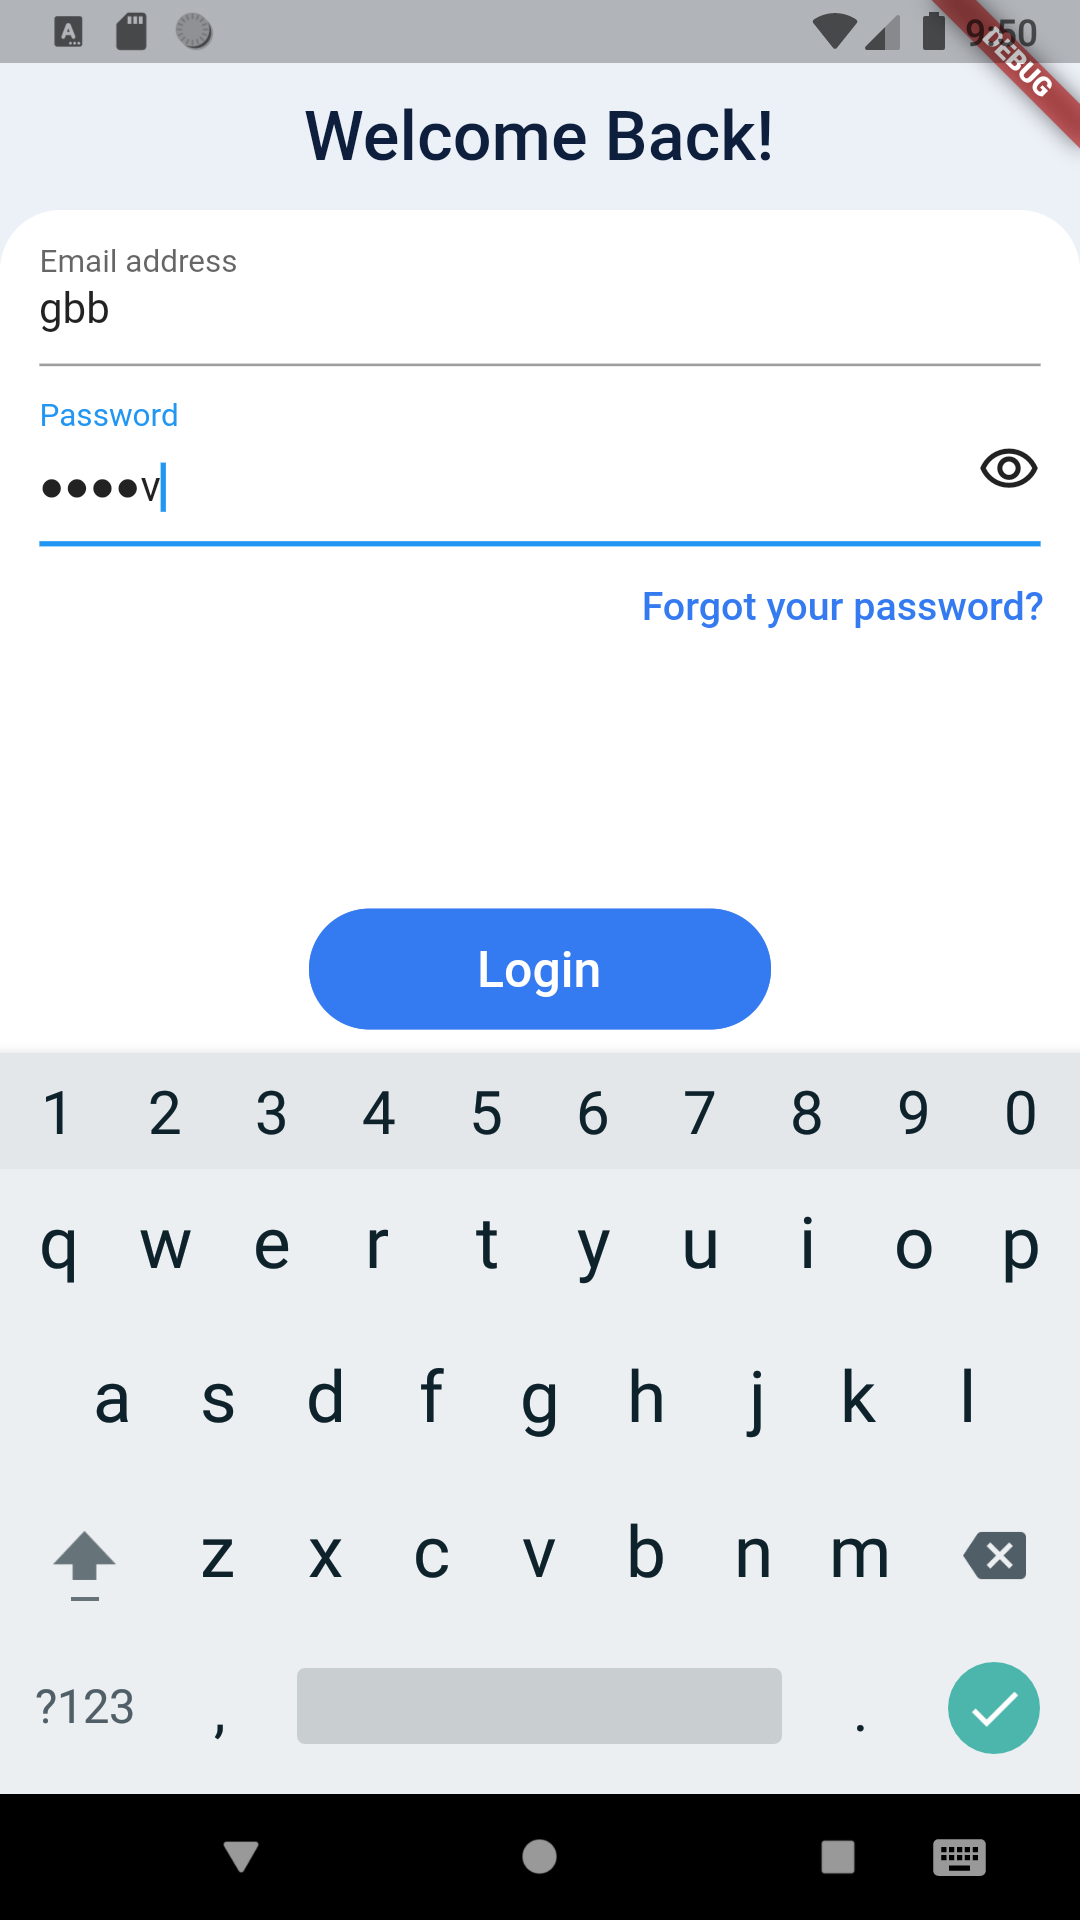 9:50
DEBUG
Welcome Back!
Email address
gbb
Password
••••v
Forgot your password?
Login
1 2 3 4 5 6 7 8 9 0
q w e r t y u i o p
a s d f g h j k l
z x c v b n m
?123 , .